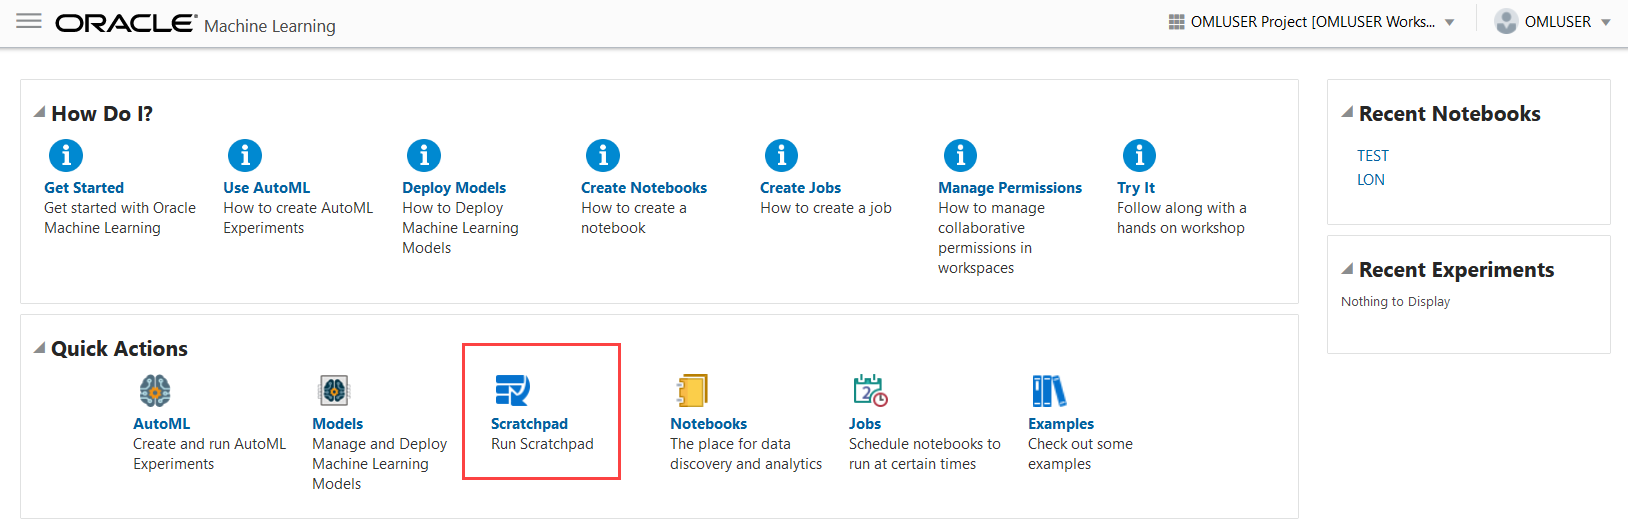 ORACLE Machine Learning
OMLUSER Project [OMLUSER Works...
OMLUSER
How Do I?
Get Started
Get started with Oracle
Machine Learning
Use AutoML
How to create AutoML
Experiments
Deploy Models
How to Deploy
Machine Learning
Models
Create Notebooks
How to create a
notebook
Create Jobs
How to create a job
Manage Permissions
How to manage
collaborative
permissions in
workspaces
Try It
Follow along with a
hands on workshop
Quick Actions
AutoML
Create and run AutoML
Experiments
Models
Manage and Deploy
Machine Learning
Models
Scratchpad
Run Scratchpad
Notebooks
The place for data
discovery and analytics
2
Jobs
Schedule notebooks to
run at certain times
Examples
Check out some
examples
Recent Notebooks
TEST
LON
Recent Experiments
Nothing to Display